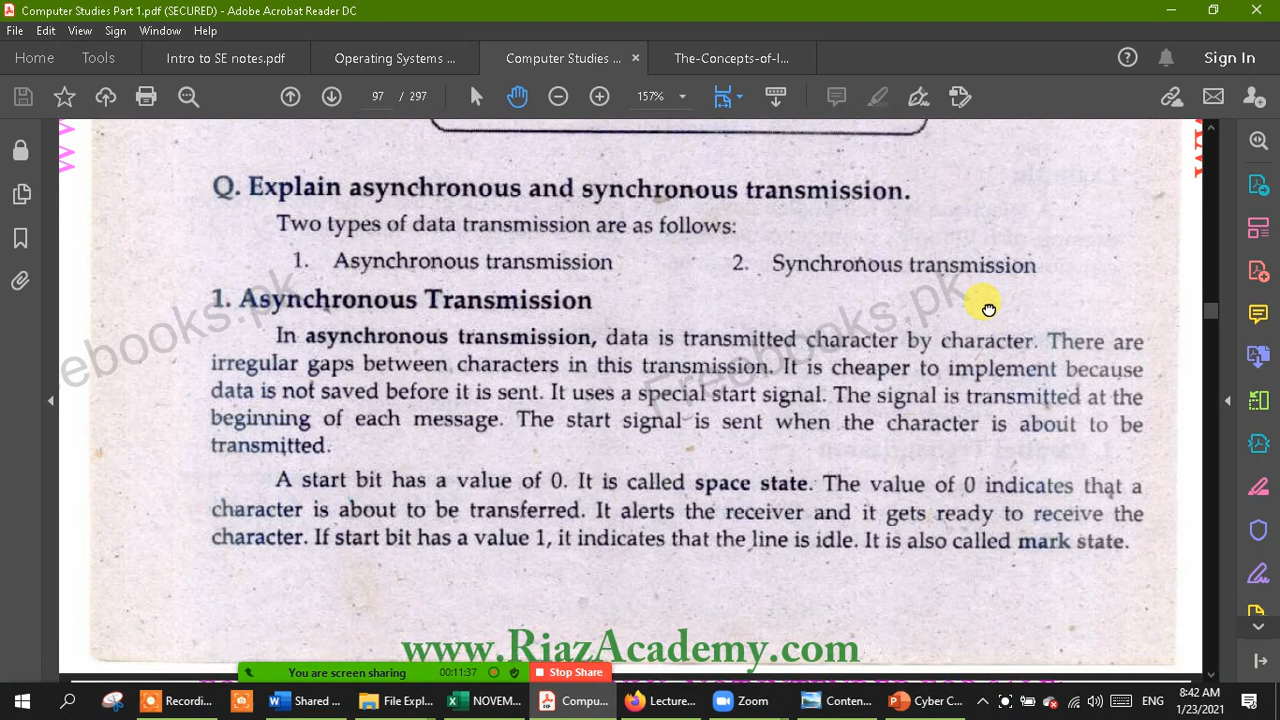 Computer Studies Part 1.pdf (SECURED) - Adobe Acrobat Reader DC
File Edit View Sign Window Help
Home Tools Intro to SE notes.pdf Operating Systems ... Computer Studies ... × The-Concepts-of-I... Sign In
97 / 297 157%
Q. Explain asynchronous and synchronous transmission.
Two types of data transmission are as follows:
1. Asynchronous transmission 2. Synchronous transmission
1. Asynchronous Transmission
In asynchronous transmission, data is transmitted character by character. There are
irregular gaps between characters in this transmission. It is cheaper to implement because
data is not saved before it is sent. It uses a special start signal. The signal is transmitted at the
beginning of each message. The start signal is sent when the character is about to be
transmitted.
A start bit has a value of 0. It is called space state. The value of 0 indicates that a
character is about to be transferred. It alerts the receiver and it gets ready to receive the
character. If start bit has a value 1, it indicates that the line is idle. It is also called mark state.
Freebooks.pk
www.RiazAcademy.com
You are screen sharing 00:11:37 Stop Share
Recordi... Shared ... File Expl... NOVEM... Compu... Lecture... Zoom Conten... Cyber C... ENG 8:42 AM
1/23/2021